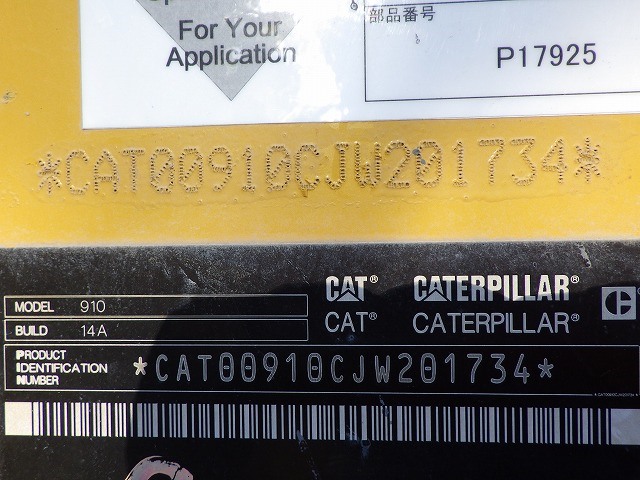 For Your
Application
部品番号
P17925
*CAT00910CJW201734*
CAT® CATERPILLAR®
CAT® CATERPILLAR®
MODEL 910
BUILD 14A
PRODUCT
IDENTIFICATION
NUMBER
*CAT00910CJW201734*